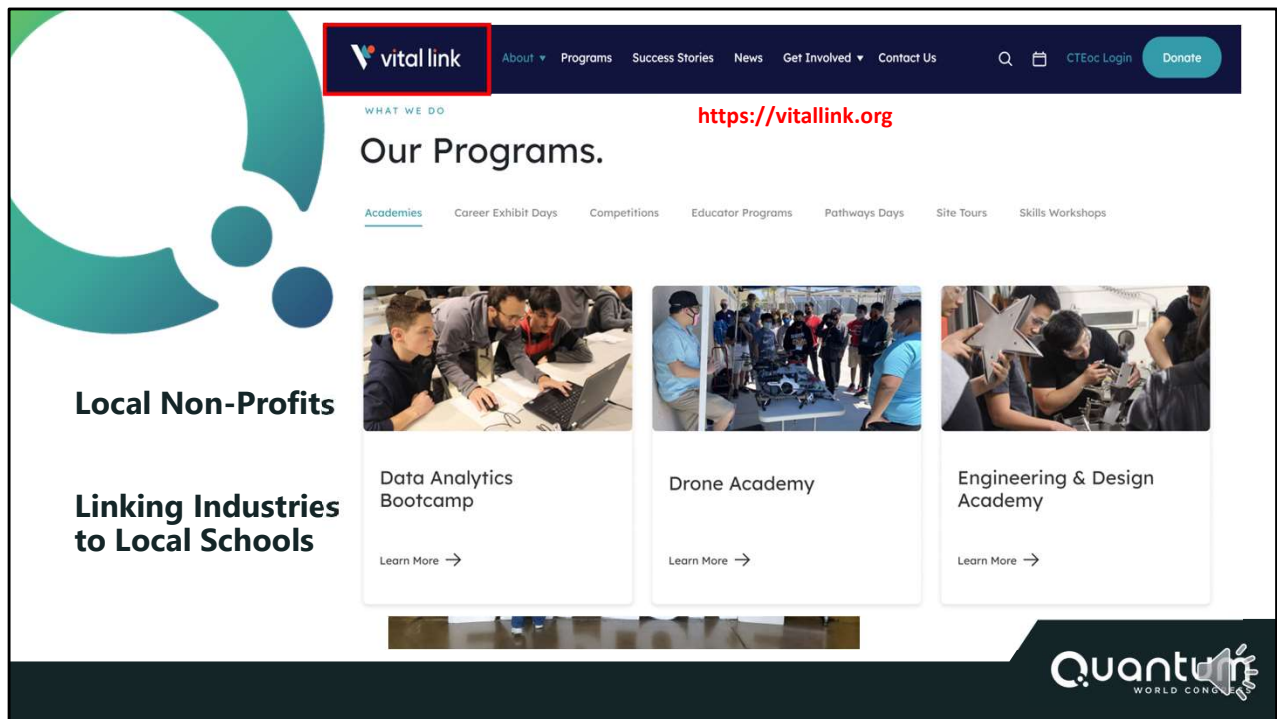 vital link
About Programs Success Stories News Get Involved Contact Us CTEoc Login Donate
WHAT WE DO
https://vitallink.org
Our Programs.
Academies Career Exhibit Days Competitions Educator Programs Pathways Days Site Tours Skills Workshops
Local Non-Profits
Linking Industries
to Local Schools
Data Analytics
Bootcamp
Learn More
Drone Academy
Learn More
Engineering & Design
Academy
Learn More
Quantum
WORLD CONGRESS